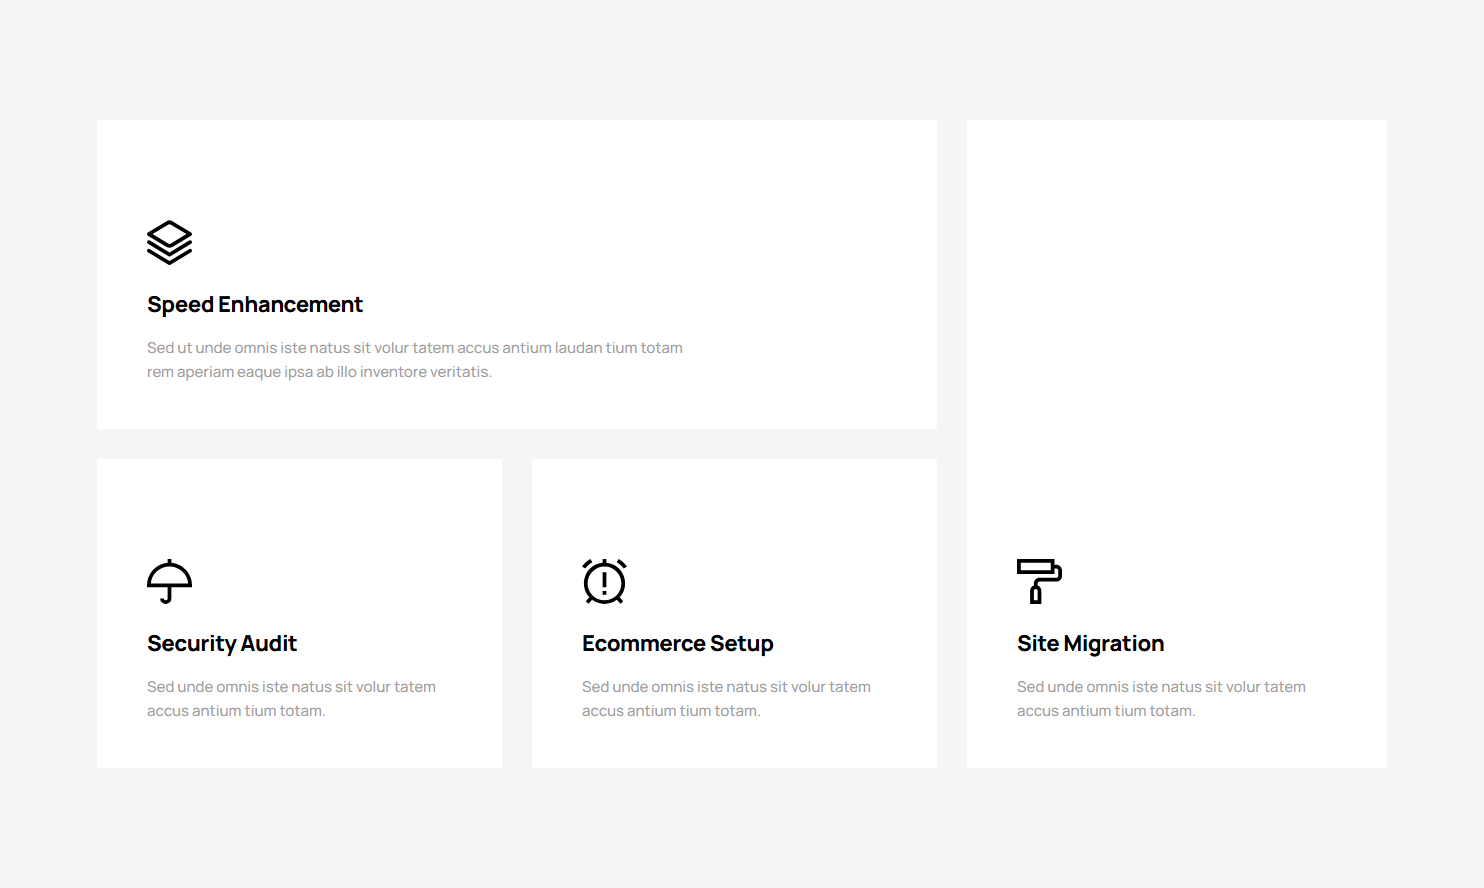 Speed Enhancement
Sed ut unde omnis iste natus sit volur tatem accus antium laudan tium totam
rem aperiam eaque ipsa ab illo inventore veritatis.
Security Audit
Sed unde omnis iste natus sit volur tatem
accus antium tium totam.
Ecommerce Setup
Sed unde omnis iste natus sit volur tatem
accus antium tium totam.
Site Migration
Sed unde omnis iste natus sit volur tatem
accus antium tium totam.